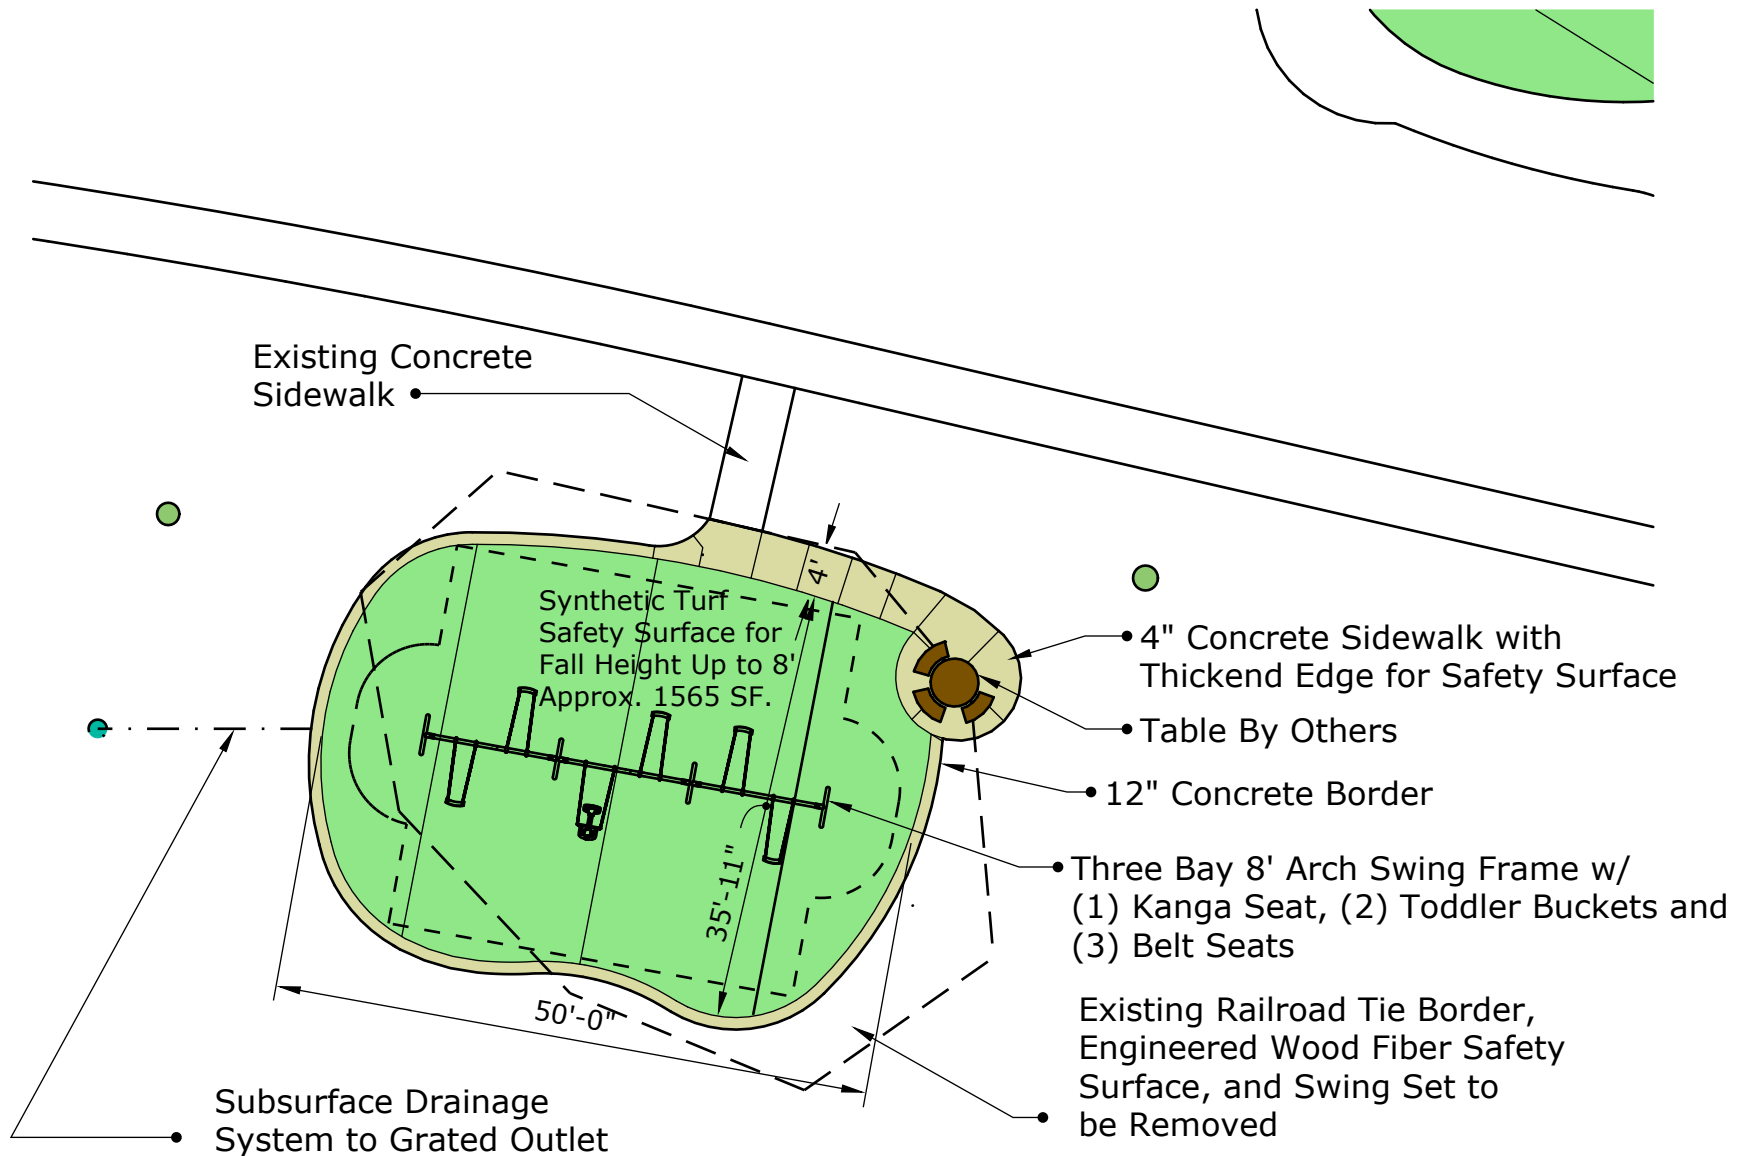 Existing Concrete
Sidewalk
4'
Synthetic Turf
Safety Surface for
Fall Height Up to 8'
Approx. 1565 SF.
4" Concrete Sidewalk with
Thickend Edge for Safety Surface
Table By Others
12" Concrete Border
Three Bay 8' Arch Swing Frame w/
(1) Kanga Seat, (2) Toddler Buckets and
(3) Belt Seats
35'-11"
50'-0"
Existing Railroad Tie Border,
Engineered Wood Fiber Safety
Surface, and Swing Set to
be Removed
Subsurface Drainage
System to Grated Outlet